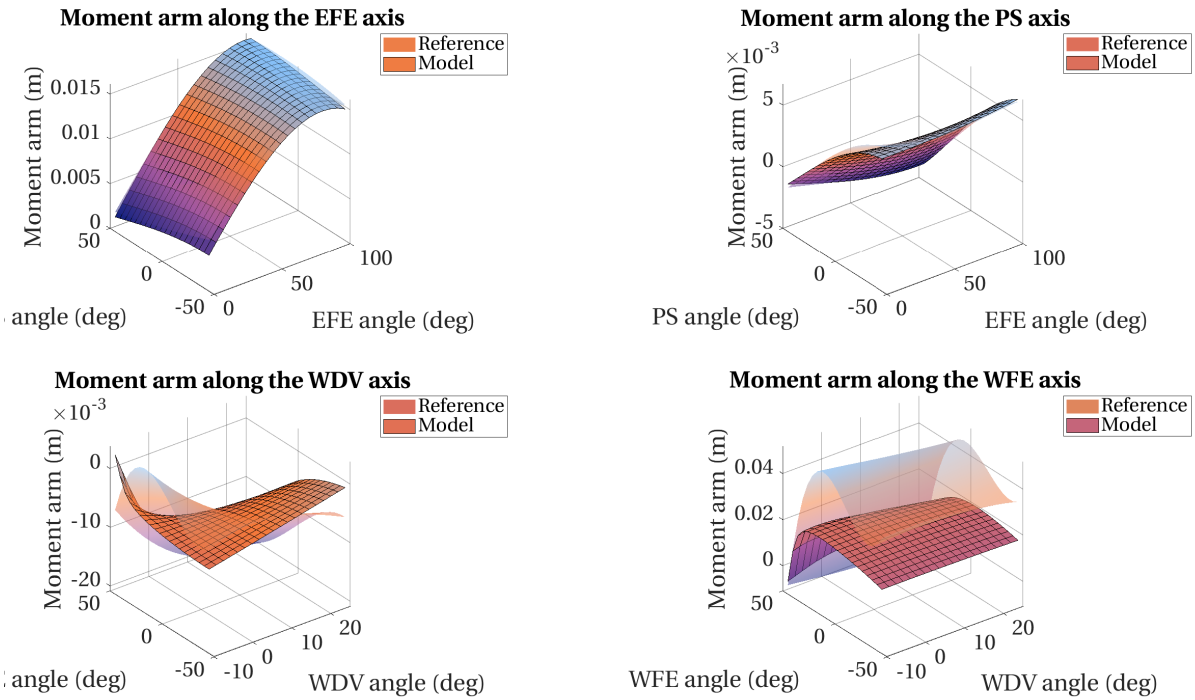 Moment arm along the EFE axis
Reference
Model
Moment arm (m)
0.015
0.01
0.005
0
50
0
-50
0
50
100
angle (deg)
EFE angle (deg)
Moment arm along the PS axis
×10-3
Reference
Model
Moment arm (m)
5
0
-5
50
0
-50
0
50
100
PS angle (deg)
EFE angle (deg)
Moment arm along the WDV axis
×10-3
Reference
Model
Moment arm (m)
0
-10
-20
50
0
-50
-10
0
10
20
angle (deg)
WDV angle (deg)
Moment arm along the WFE axis
Reference
Model
Moment arm (m)
0.04
0.02
0
50
0
-50
-10
0
10
20
WFE angle (deg)
WDV angle (deg)